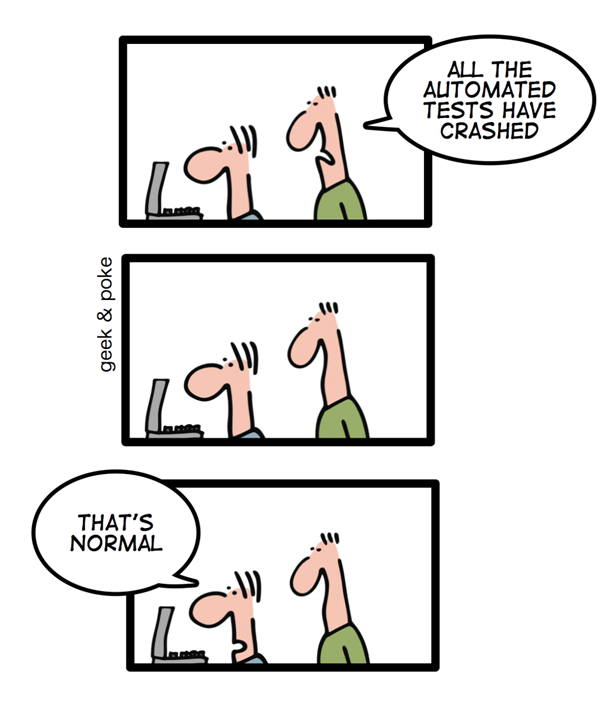 ALL THE
AUTOMATED
TESTS HAVE
CRASHED
geek & poke
THAT'S
NORMAL